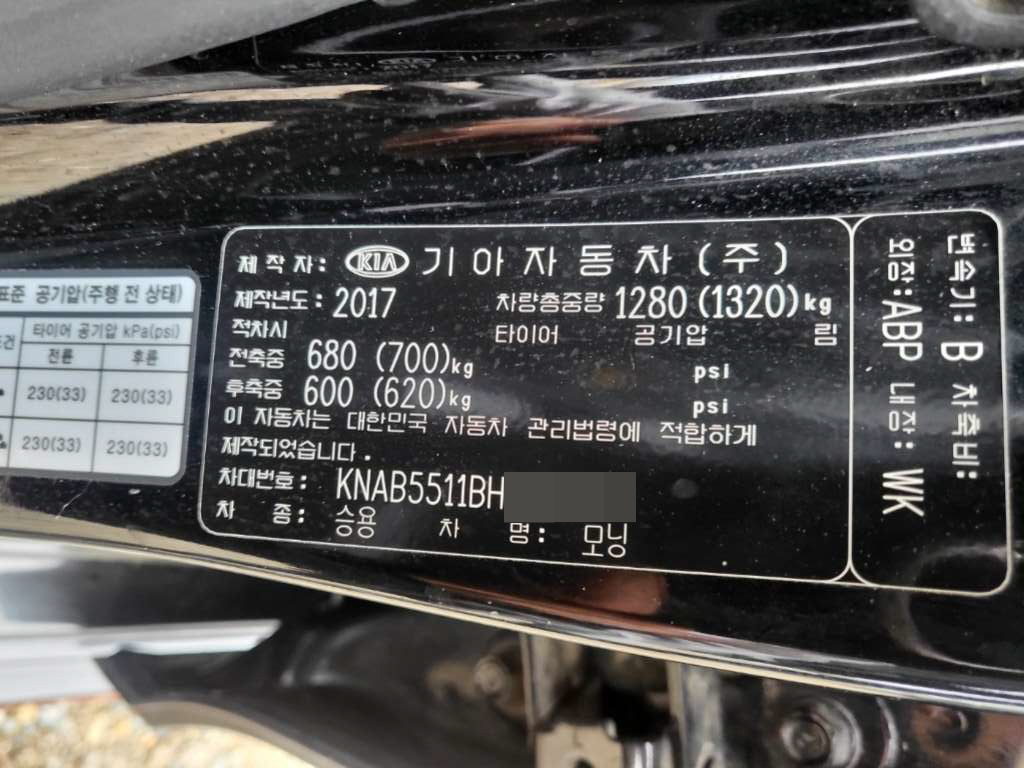 표준 공기압(주행 전 상태)
타이어 공기압 kPa(psi)
전륜 후륜
230(33) 230(33)
230(33) 230(33)
제 작 자: KIA 기 아 자 동 차 ( 주 )
제작년도: 2017 차량총중량 1280 (1320)kg
적차시 타이어 공기압 림
전축중 680 (700)kg psi
후축중 600 (620)kg psi
이 자동차는 대한민국 자동차 관리법령에 적합하게
제작되었습니다.
차대번호: KNAB5511BH
차 종: 승용 차 명: 모닝
변속기: B 차축비:
외장:ABP 내장: WK